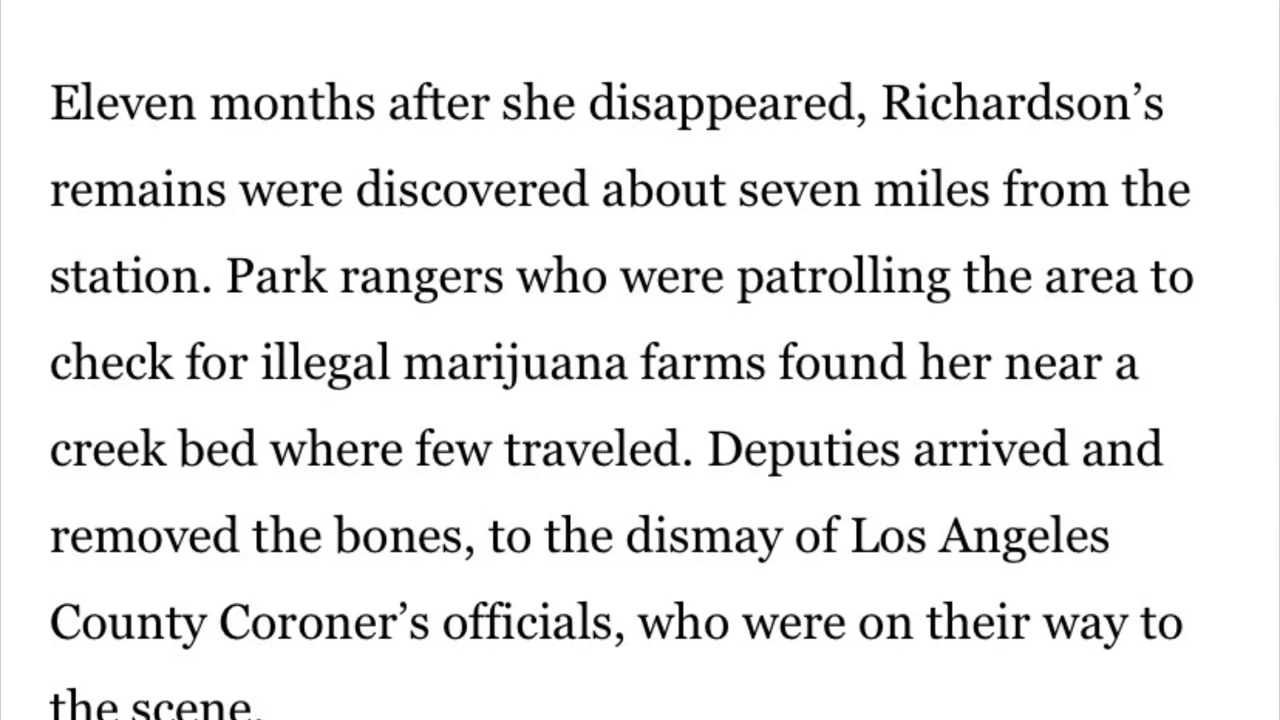 Eleven months after she disappeared, Richardson’s
remains were discovered about seven miles from the
station. Park rangers who were patrolling the area to
check for illegal marijuana farms found her near a
creek bed where few traveled. Deputies arrived and
removed the bones, to the dismay of Los Angeles
County Coroner’s officials, who were on their way to
the scene.